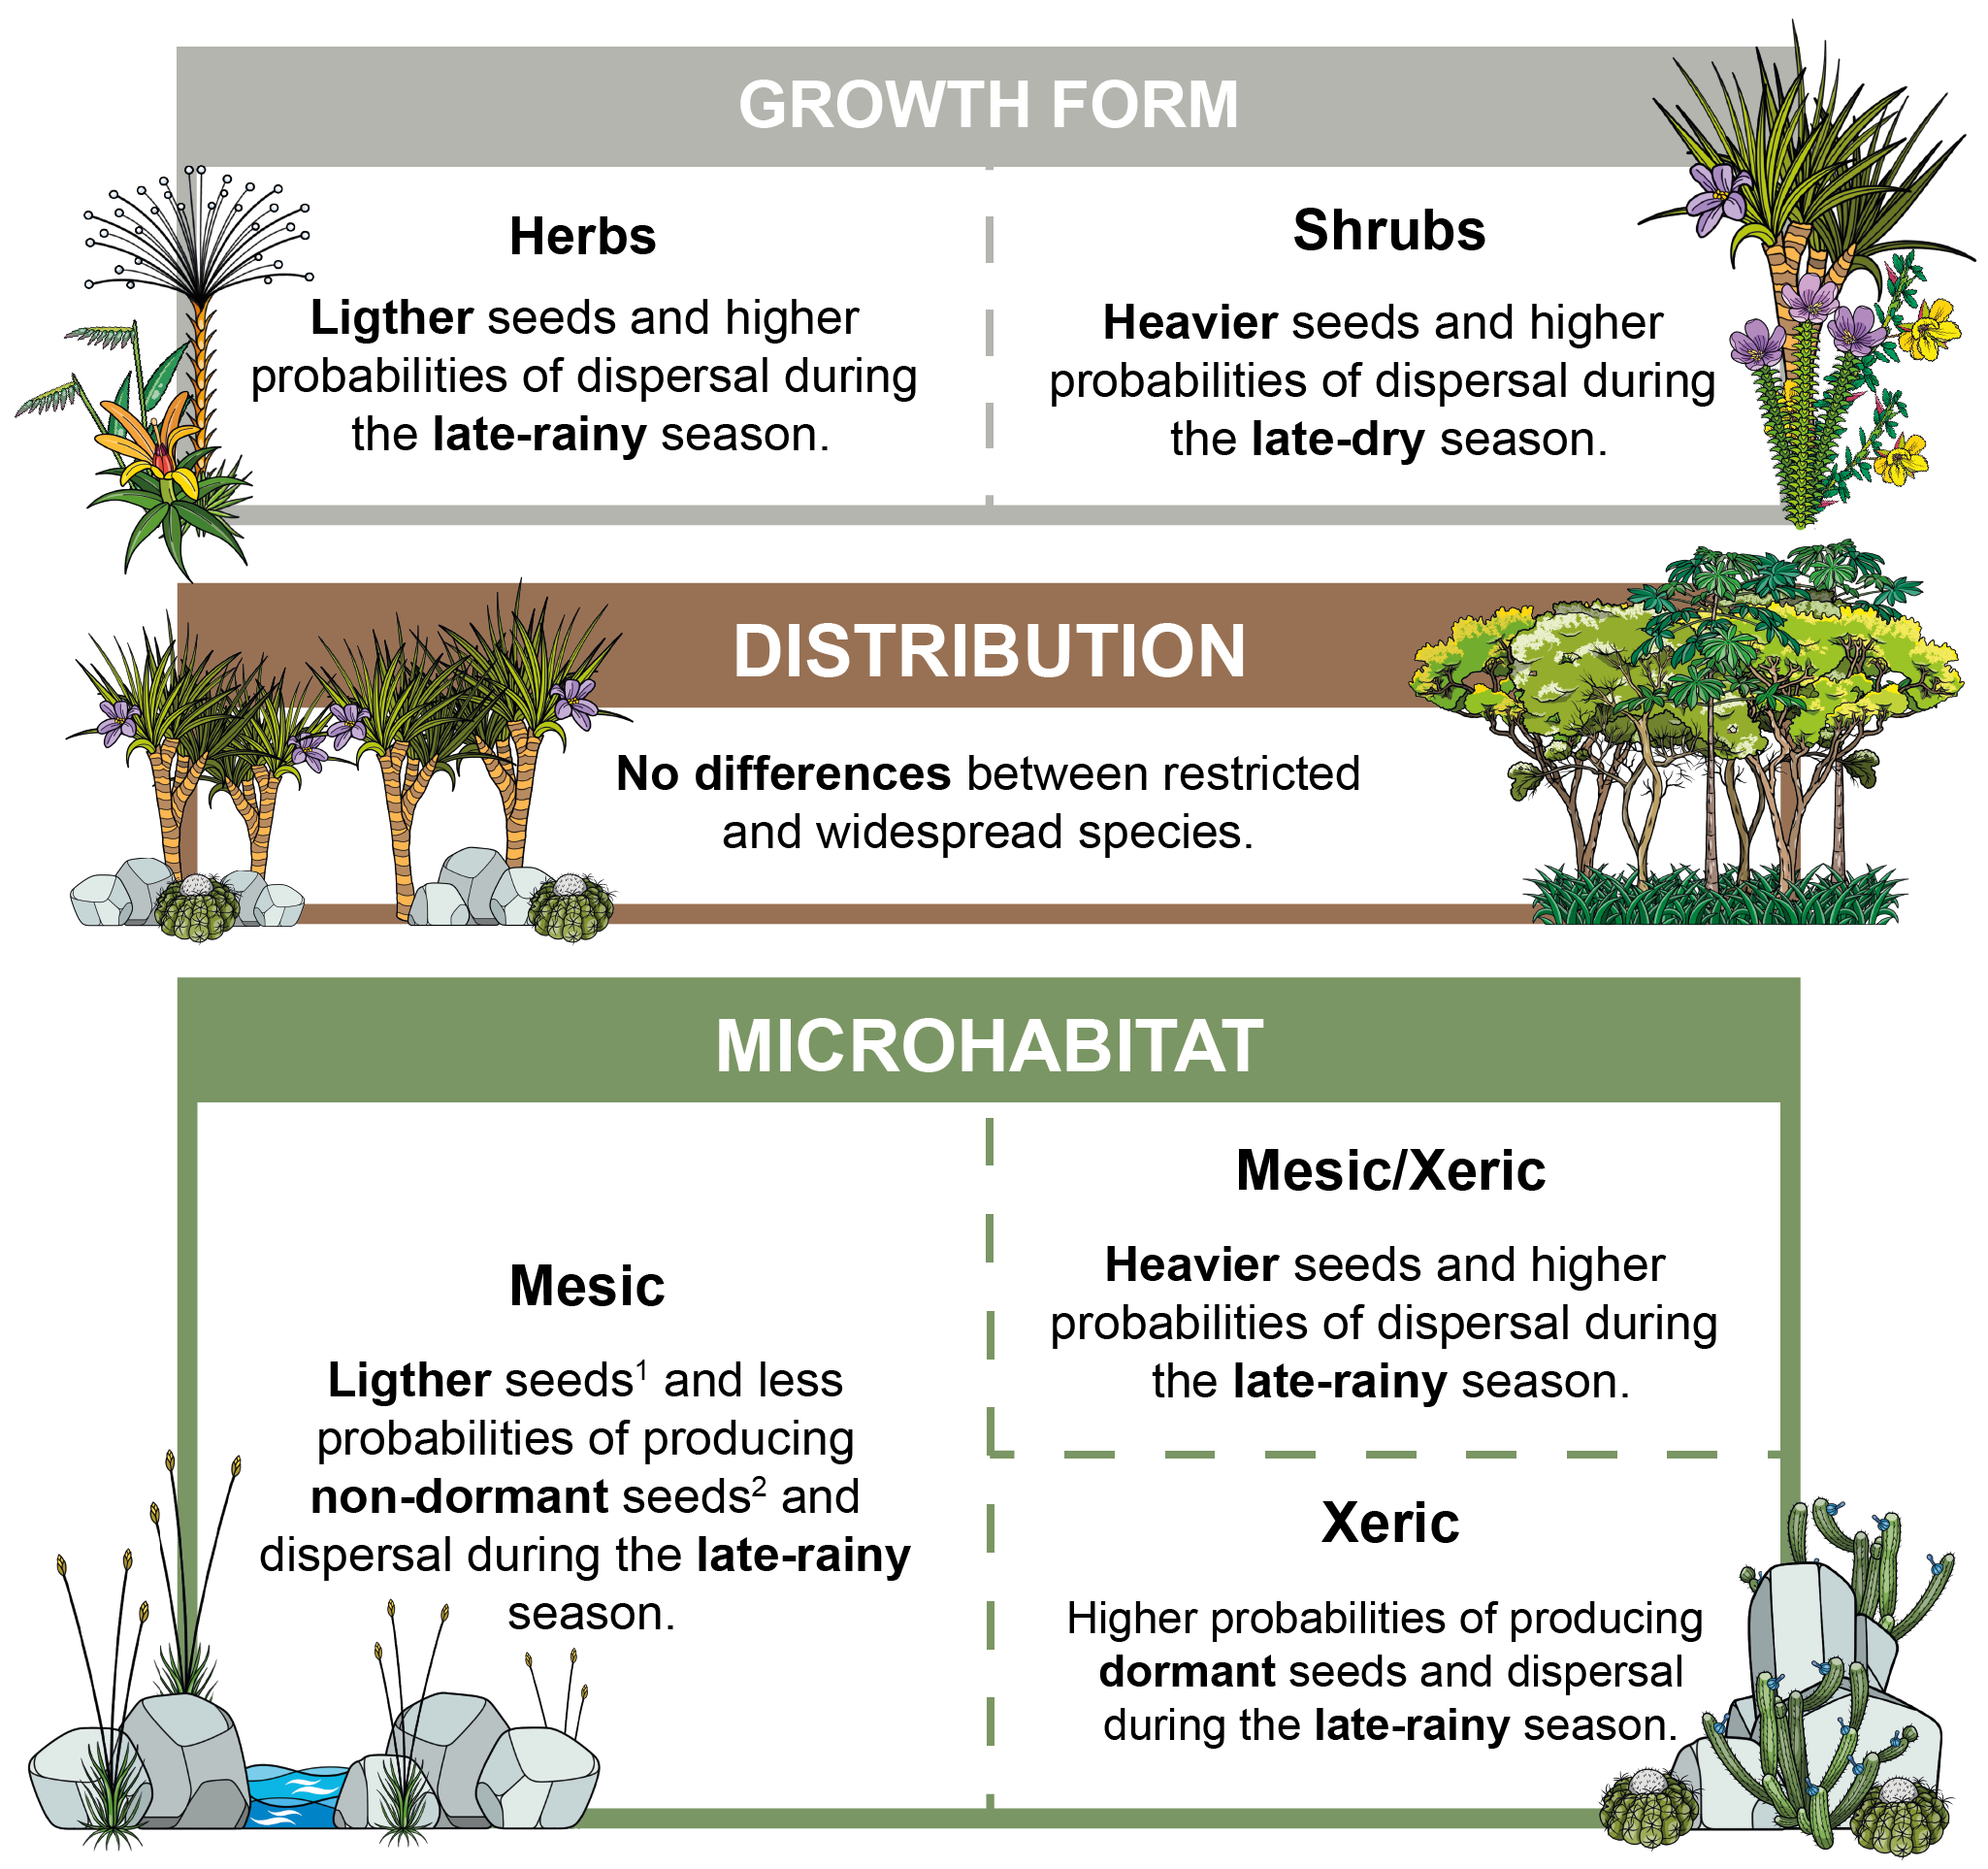 GROWTH FORM
Herbs
Ligther seeds and higher
probabilities of dispersal during
the late-rainy season.
Shrubs
Heavier seeds and higher
probabilities of dispersal during
the late-dry season.
DISTRIBUTION
No differences between restricted
and widespread species.
MICROHABITAT
Mesic
Ligther seeds¹ and less
probabilities of producing
non-dormant seeds² and
dispersal during the late-rainy
season.
Mesic/Xeric
Heavier seeds and higher
probabilities of dispersal during
the late-rainy season.
Xeric
Higher probabilities of producing
dormant seeds and dispersal
during the late-rainy season.